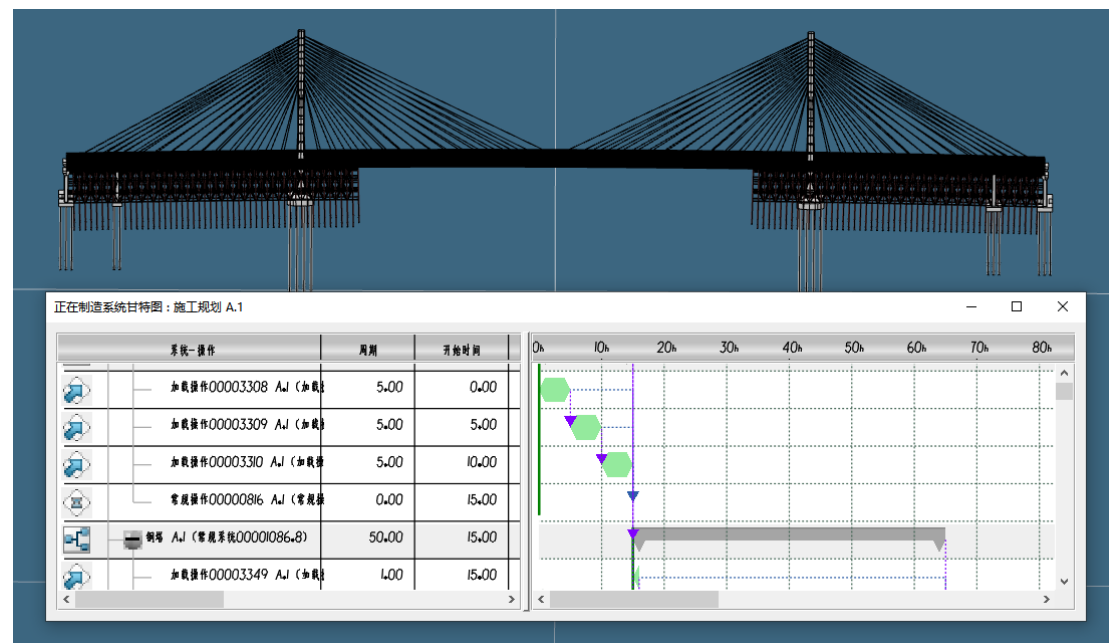 正在制造系统甘特图：施工规划 A.1
系统-操作 周期 开始时间 0h 10h 20h 30h 40h 50h 60h 70h 80h
加载操作00003308 A.1 (加载 5.00 0.00
加载操作00003309 A.1 (加载 5.00 5.00
加载操作00003310 A.1 (加载操 5.00 10.00
常规操作00000816 A.1 (常规操 0.00 15.00
钢塔 A.1 (常规系统00001086.8) 50.00 15.00
加载操作00003349 A.1 (加载 1.00 15.00